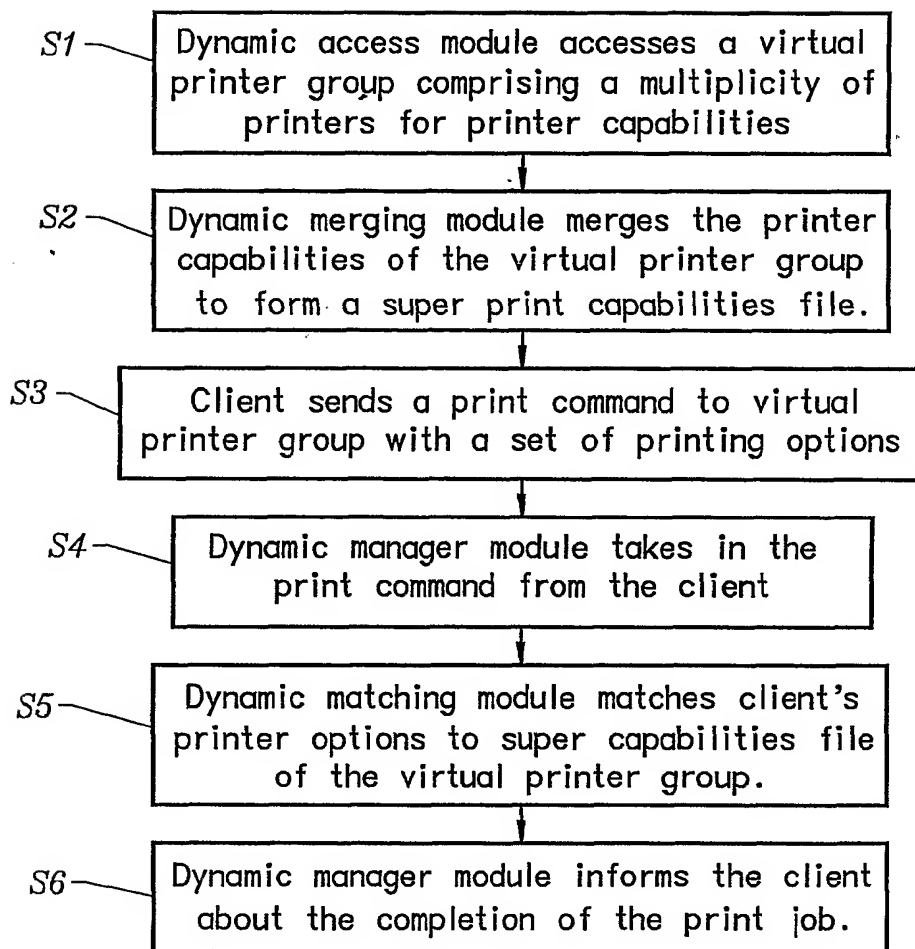 S1
Dynamic access module accesses a virtual
printer group comprising a multiplicity of
printers for printer capabilities
S2
Dynamic merging module merges the printer
capabilities of the virtual printer group
to form a super print capabilities file.
S3
Client sends a print command to virtual
printer group with a set of printing options
S4
Dynamic manager module takes in the
print command from the client
S5
Dynamic matching module matches client's
printer options to super capabilities file
of the virtual printer group.
S6
Dynamic manager module informs the client
about the completion of the print job.